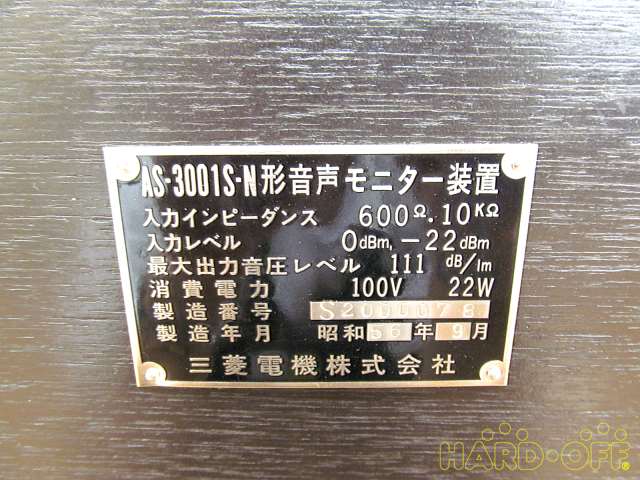 AS-3001S-N形音声モニター装置
入力インピーダンス 600Ω・10KΩ
入力レベル 0dBm, −22dBm
最大出力音圧レベル 111 dB/1m
消費電力 100V 22W
製造番号 S2000078
製造年月 昭和56年9月
三菱電機株式会社
HARD-OFF